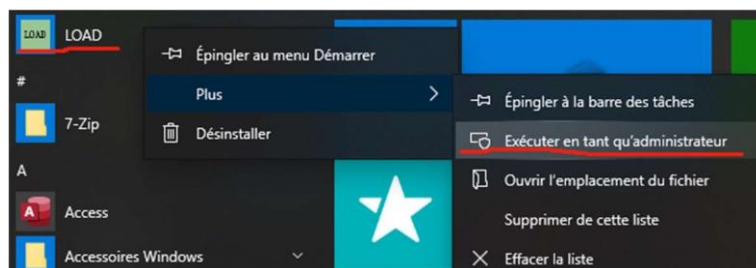 LOAD LOAD
Épingler au menu Démarrer
#
Plus
Épingler à la barre des tâches
7-Zip
Désinstaller
Exécuter en tant qu'administrateur
A
Ouvrir l'emplacement du fichier
A Access
Supprimer de cette liste
Accessoires Windows
Effacer la liste